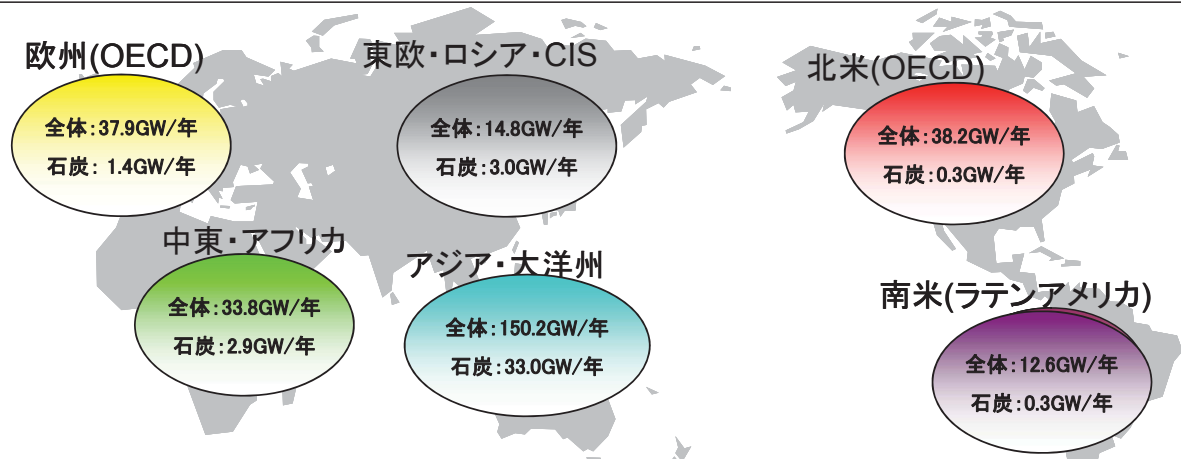 欧州(OECD)
全体:37.9GW/年
石炭: 1.4GW/年
東欧・ロシア・CIS
全体:14.8GW/年
石炭:3.0GW/年
北米(OECD)
全体:38.2GW/年
石炭:0.3GW/年
中東・アフリカ
全体:33.8GW/年
石炭:2.9GW/年
アジア・大洋州
全体:150.2GW/年
石炭:33.0GW/年
南米(ラテンアメリカ)
全体:12.6GW/年
石炭:0.3GW/年